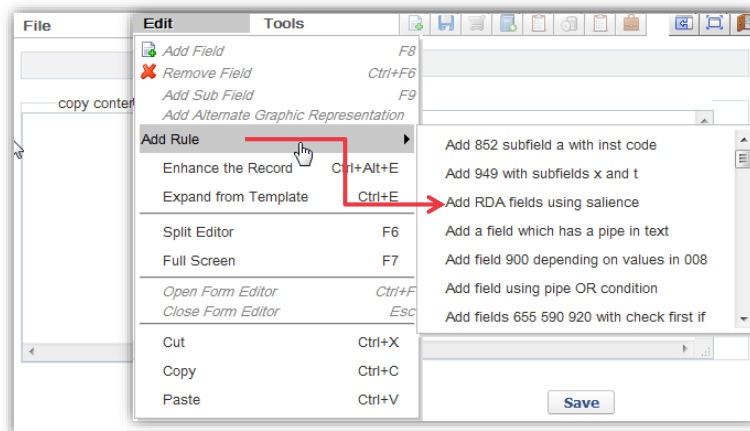 File Edit Tools
Add Field F8
Remove Field Ctrl+F6
Add Sub Field F9
copy conter
Add Alternate Graphic Representation
Add Rule
Enhance the Record Ctrl+Alt+E
Expand from Template Ctrl+E
Split Editor F6
Full Screen F7
Open Form Editor Ctrl+F
Close Form Editor Esc
Cut Ctrl+X
Copy Ctrl+C
Paste Ctrl+V
Add 852 subfield a with inst code
Add 949 with subfields x and t
Add RDA fields using salience
Add a field which has a pipe in text
Add field 900 depending on values in 008
Add field using pipe OR condition
Add fields 655 590 920 with check first if
Save